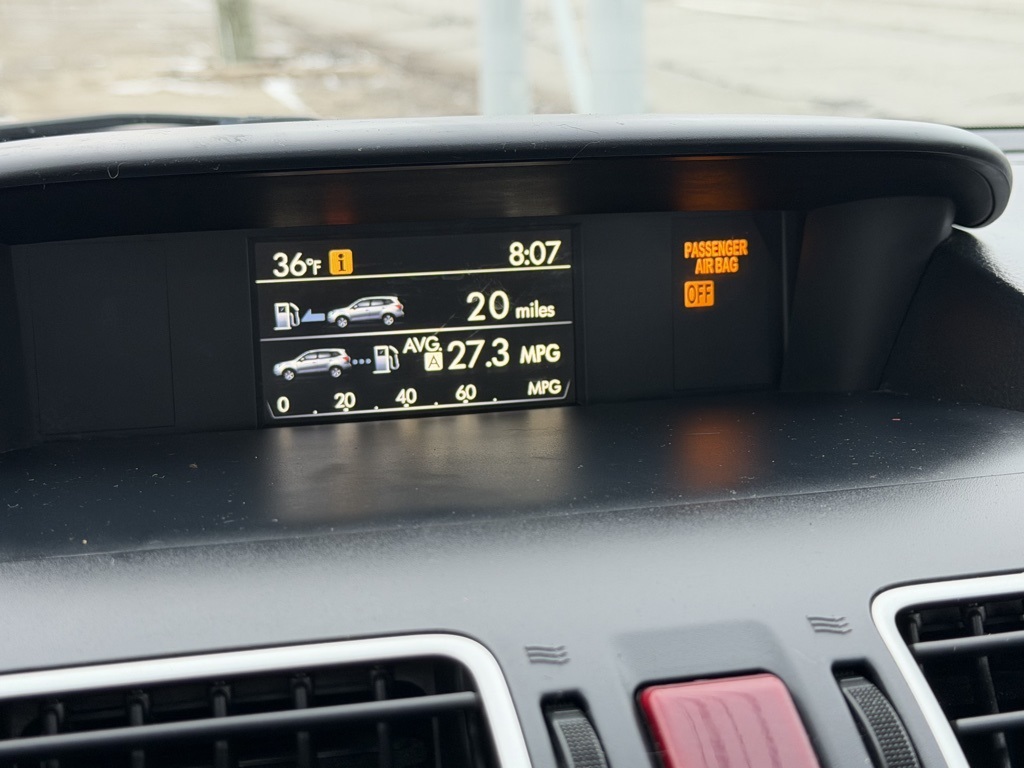 36°F i 8:07
20 miles
AVG. A 27.3 MPG
0 20 40 60 MPG
PASSENGER
AIR BAG
OFF